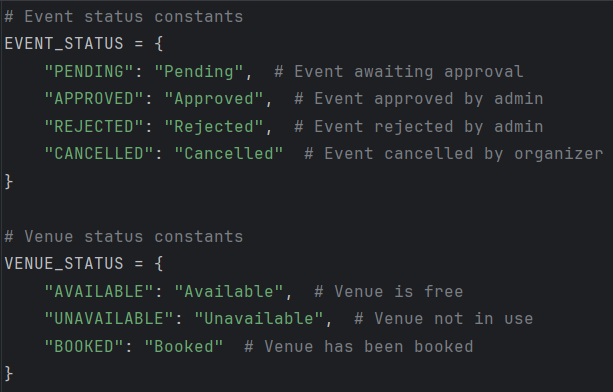 # Event status constants
EVENT_STATUS = {
    "PENDING": "Pending",  # Event awaiting approval
    "APPROVED": "Approved",  # Event approved by admin
    "REJECTED": "Rejected",  # Event rejected by admin
    "CANCELLED": "Cancelled"  # Event cancelled by organizer
}

# Venue status constants
VENUE_STATUS = {
    "AVAILABLE": "Available",  # Venue is free
    "UNAVAILABLE": "Unavailable",  # Venue not in use
    "BOOKED": "Booked"  # Venue has been booked
}